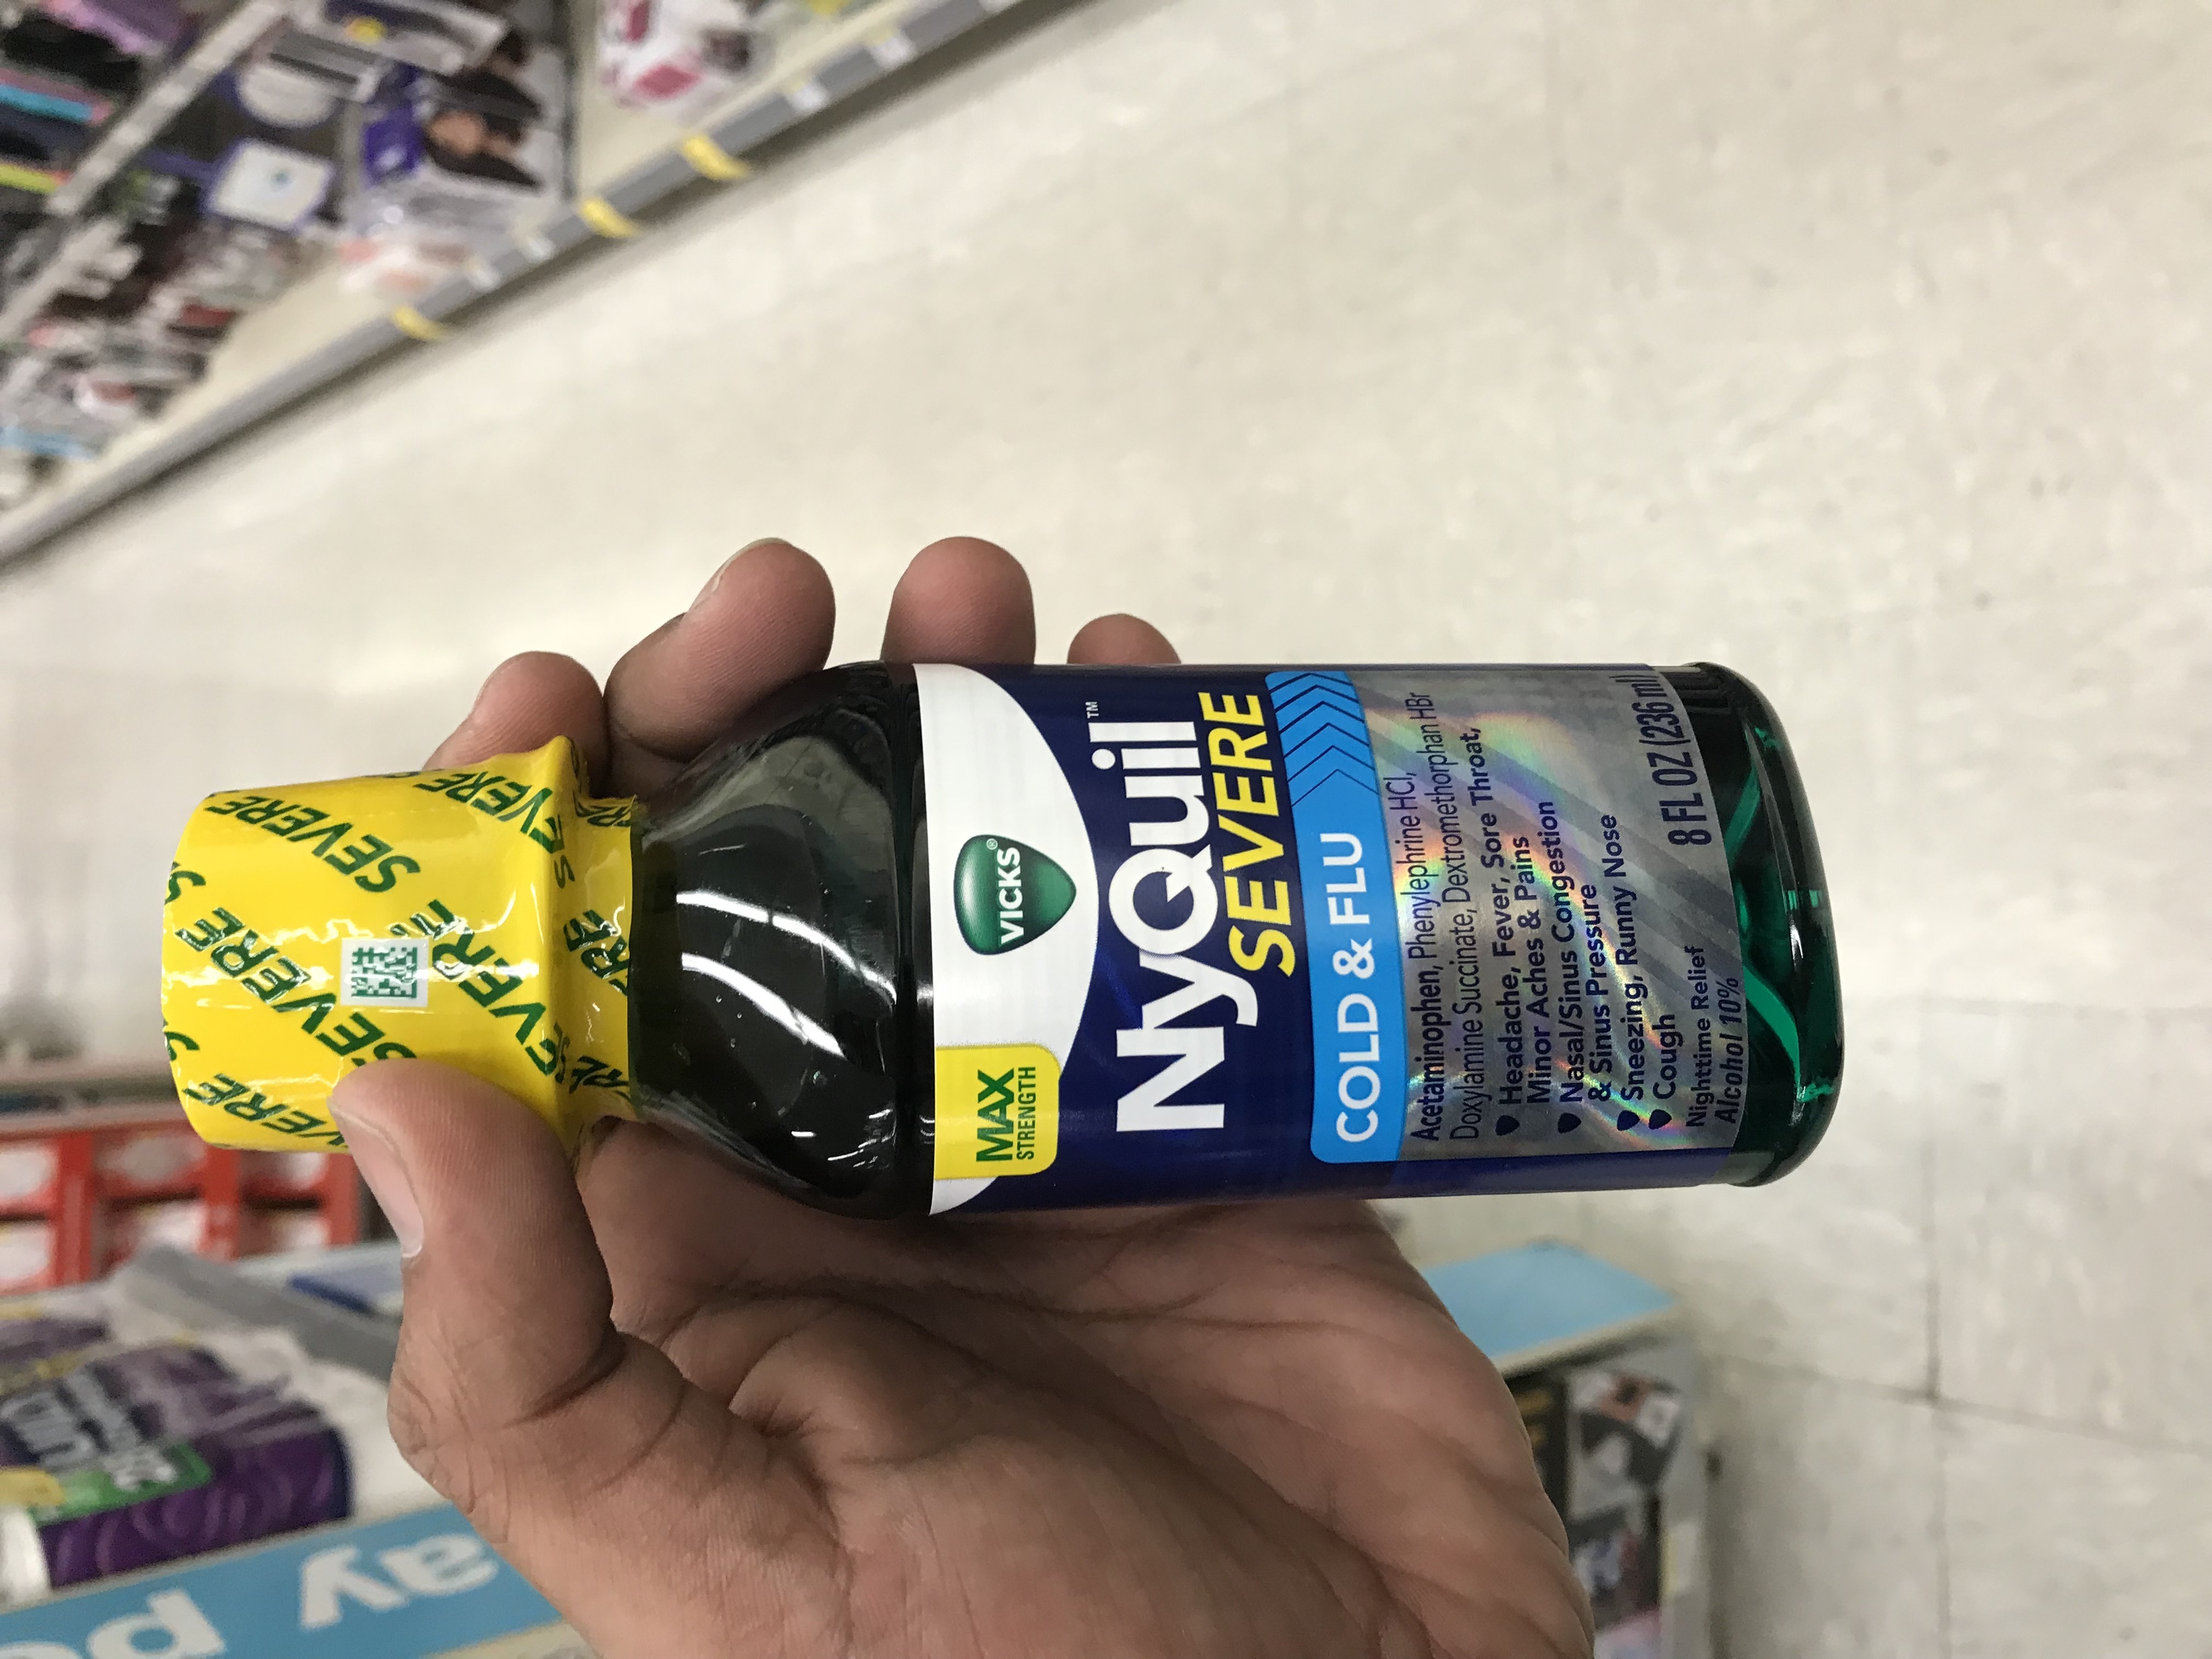 SEVERE
SEVERE
SEVERE
SEVERE
SEVERE
MAX
STRENGTH
VICKS®
NyQuil™
SEVERE
COLD & FLU
Acetaminophen, Phenylephrine HCl,
Doxylamine Succinate, Dextromethorphan HBr
Headache, Fever, Sore Throat,
Minor Aches & Pains
Nasal/Sinus Congestion
& Sinus Pressure
Sneezing, Runny Nose
Cough
Nighttime Relief
Alcohol 10%
8 FL OZ (236 ml)